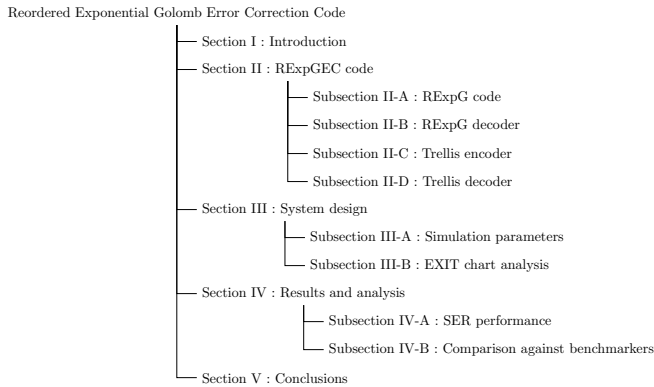 Reordered Exponential Golomb Error Correction Code
Section I : Introduction
Section II : RExpGEC code
Subsection II-A : RExpG code
Subsection II-B : RExpG decoder
Subsection II-C : Trellis encoder
Subsection II-D : Trellis decoder
Section III : System design
Subsection III-A : Simulation parameters
Subsection III-B : EXIT chart analysis
Section IV : Results and analysis
Subsection IV-A : SER performance
Subsection IV-B : Comparison against benchmarkers
Section V : Conclusions